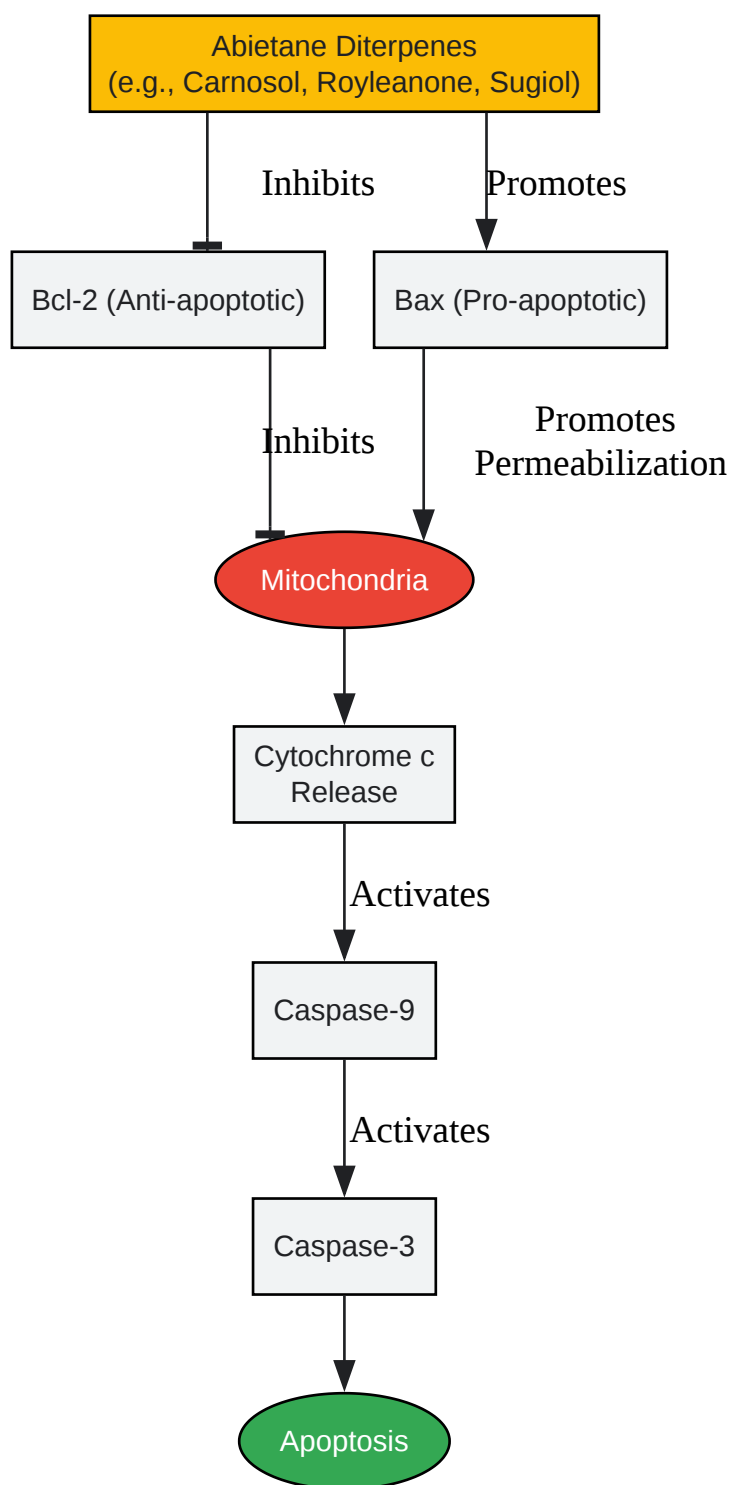 Abietane Diterpenes
(e.g., Carnosol, Royleanone, Sugiol)
Inhibits
Promotes
Bcl-2 (Anti-apoptotic)
Bax (Pro-apoptotic)
Inhibits
Promotes
Permeabilization
Mitochondria
Cytochrome c
Release
Activates
Caspase-9
Activates
Caspase-3
Apoptosis